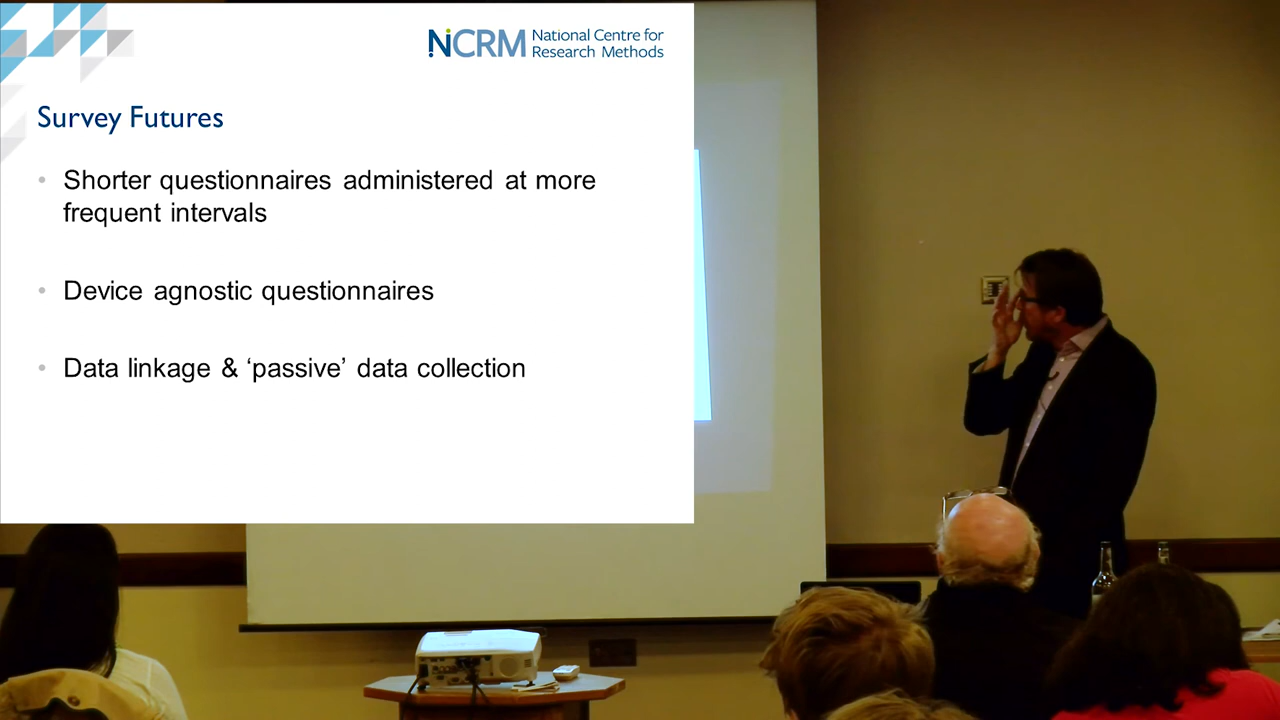 NCRM National Centre for
Research Methods
Survey Futures
• Shorter questionnaires administered at more
frequent intervals
• Device agnostic questionnaires
• Data linkage & ‘passive’ data collection